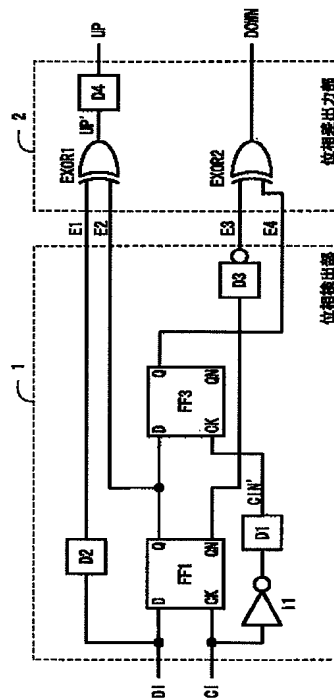 1
2
UP
D4
UP'
EXOR1
E1
E2
D2
DI
D
Q
FF1
CK
QN
CI
I1
D1
CIN'
D
Q
FF3
CK
QN
D3
E3
E4
EXOR2
DOWN
位相検出部
位相差出力部